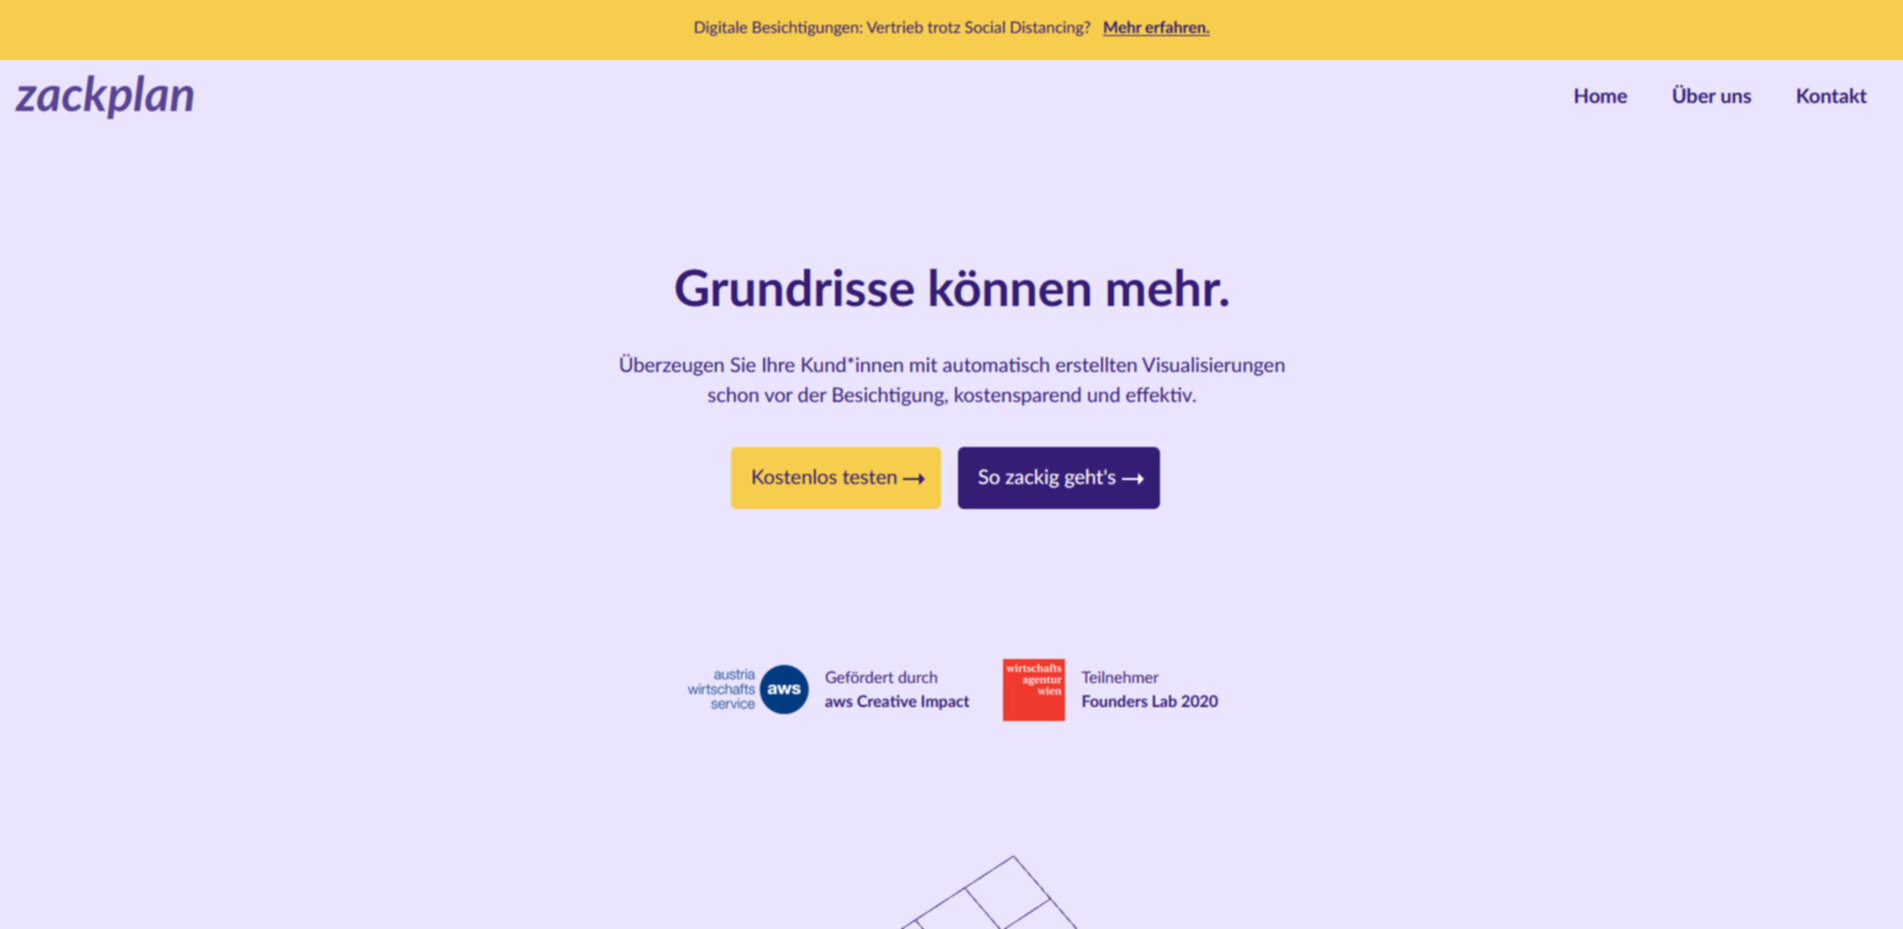 Digitale Besichtigungen: Vertrieb trotz Social Distancing? Mehr erfahren.
zackplan
Home Über uns Kontakt
Grundrisse können mehr.
Überzeugen Sie Ihre Kund*innen mit automatisch erstellten Visualisierungen
schon vor der Besichtigung, kostensparend und effektiv.
Kostenlos testen →
So zackig geht's →
austria
wirtschafts
service
aws
Gefördert durch
aws Creative Impact
wirtschafts
agentur
wien
Teilnehmer
Founders Lab 2020